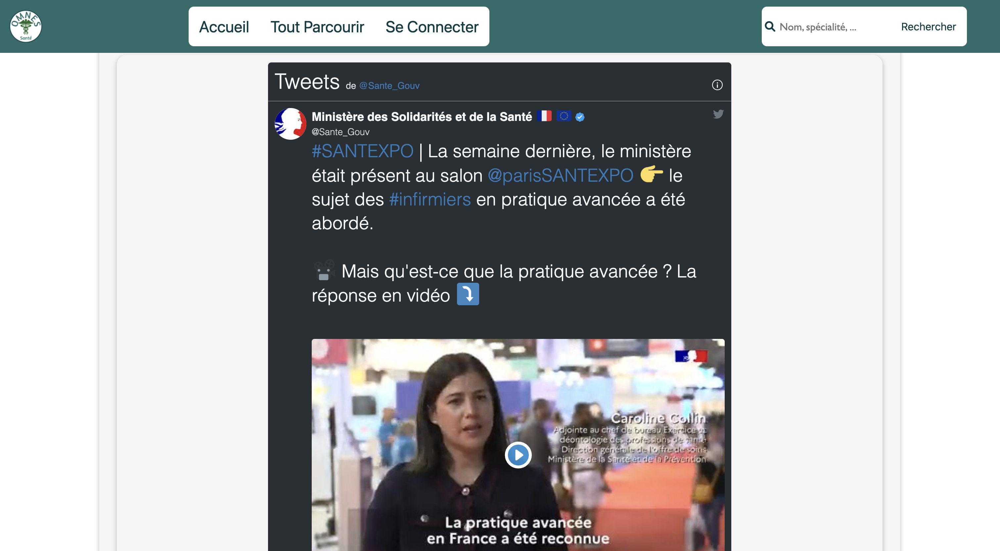 OMNES
Santé
Accueil Tout Parcourir Se Connecter
Nom, spécialité, ... Rechercher
Tweets de @Sante_Gouv
Ministère des Solidarités et de la Santé
@Sante_Gouv
#SANTEXPO | La semaine dernière, le ministère
était présent au salon @parisSANTEXPO 👉 le
sujet des #infirmiers en pratique avancée a été
abordé.
🎥 Mais qu'est-ce que la pratique avancée ? La
réponse en vidéo ⤵️
Caroline Collin
Adjointe au chef de bureau Exercice et
déontologie des professions de santé
Direction générale de l'offre de soins
Ministère de la Santé et de la Prévention
La pratique avancée
en France a été reconnue